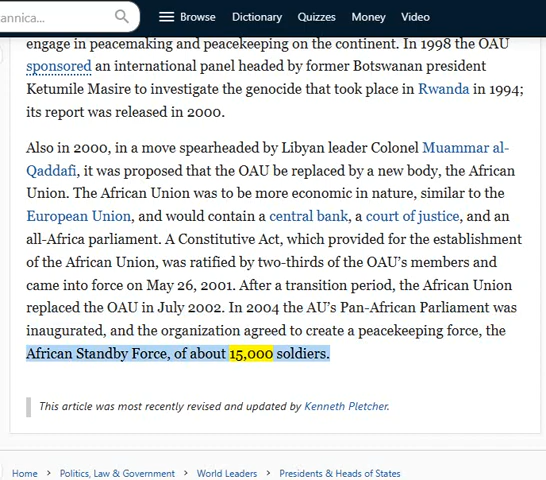 annica... Browse Dictionary Quizzes Money Video
engage in peacemaking and peacekeeping on the continent. In 1998 the OAU
sponsored an international panel headed by former Botswanan president
Ketumile Masire to investigate the genocide that took place in Rwanda in 1994;
its report was released in 2000.
Also in 2000, in a move spearheaded by Libyan leader Colonel Muammar al-
Qaddafi, it was proposed that the OAU be replaced by a new body, the African
Union. The African Union was to be more economic in nature, similar to the
European Union, and would contain a central bank, a court of justice, and an
all-Africa parliament. A Constitutive Act, which provided for the establishment
of the African Union, was ratified by two-thirds of the OAU’s members and
came into force on May 26, 2001. After a transition period, the African Union
replaced the OAU in July 2002. In 2004 the AU’s Pan-African Parliament was
inaugurated, and the organization agreed to create a peacekeeping force, the
African Standby Force, of about 15,000 soldiers.
This article was most recently revised and updated by Kenneth Pletcher.
Home > Politics, Law & Government > World Leaders > Presidents & Heads of States